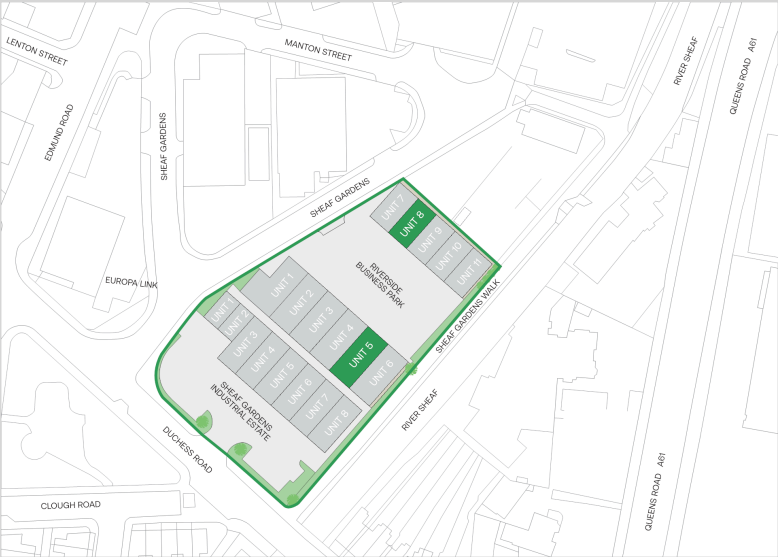 LENTON STREET
MANTON STREET
RIVER SHEAF
QUEENS ROAD A61
EDMUND ROAD
SHEAF GARDENS
SHEAF GARDENS
UNIT 7
UNIT 8
UNIT 9
UNIT 10
UNIT 11
RIVERSIDE
BUSINESS PARK
EUROPA LINK
UNIT 1
UNIT 2
UNIT 3
UNIT 4
UNIT 5
UNIT 6
SHEAF GARDENS WALK
UNIT 1
UNIT 2
UNIT 3
UNIT 4
UNIT 5
UNIT 6
UNIT 7
UNIT 8
SHEAF GARDENS
INDUSTRIAL ESTATE
RIVER SHEAF
DUCHESS ROAD
CLOUGH ROAD
QUEENS ROAD A61